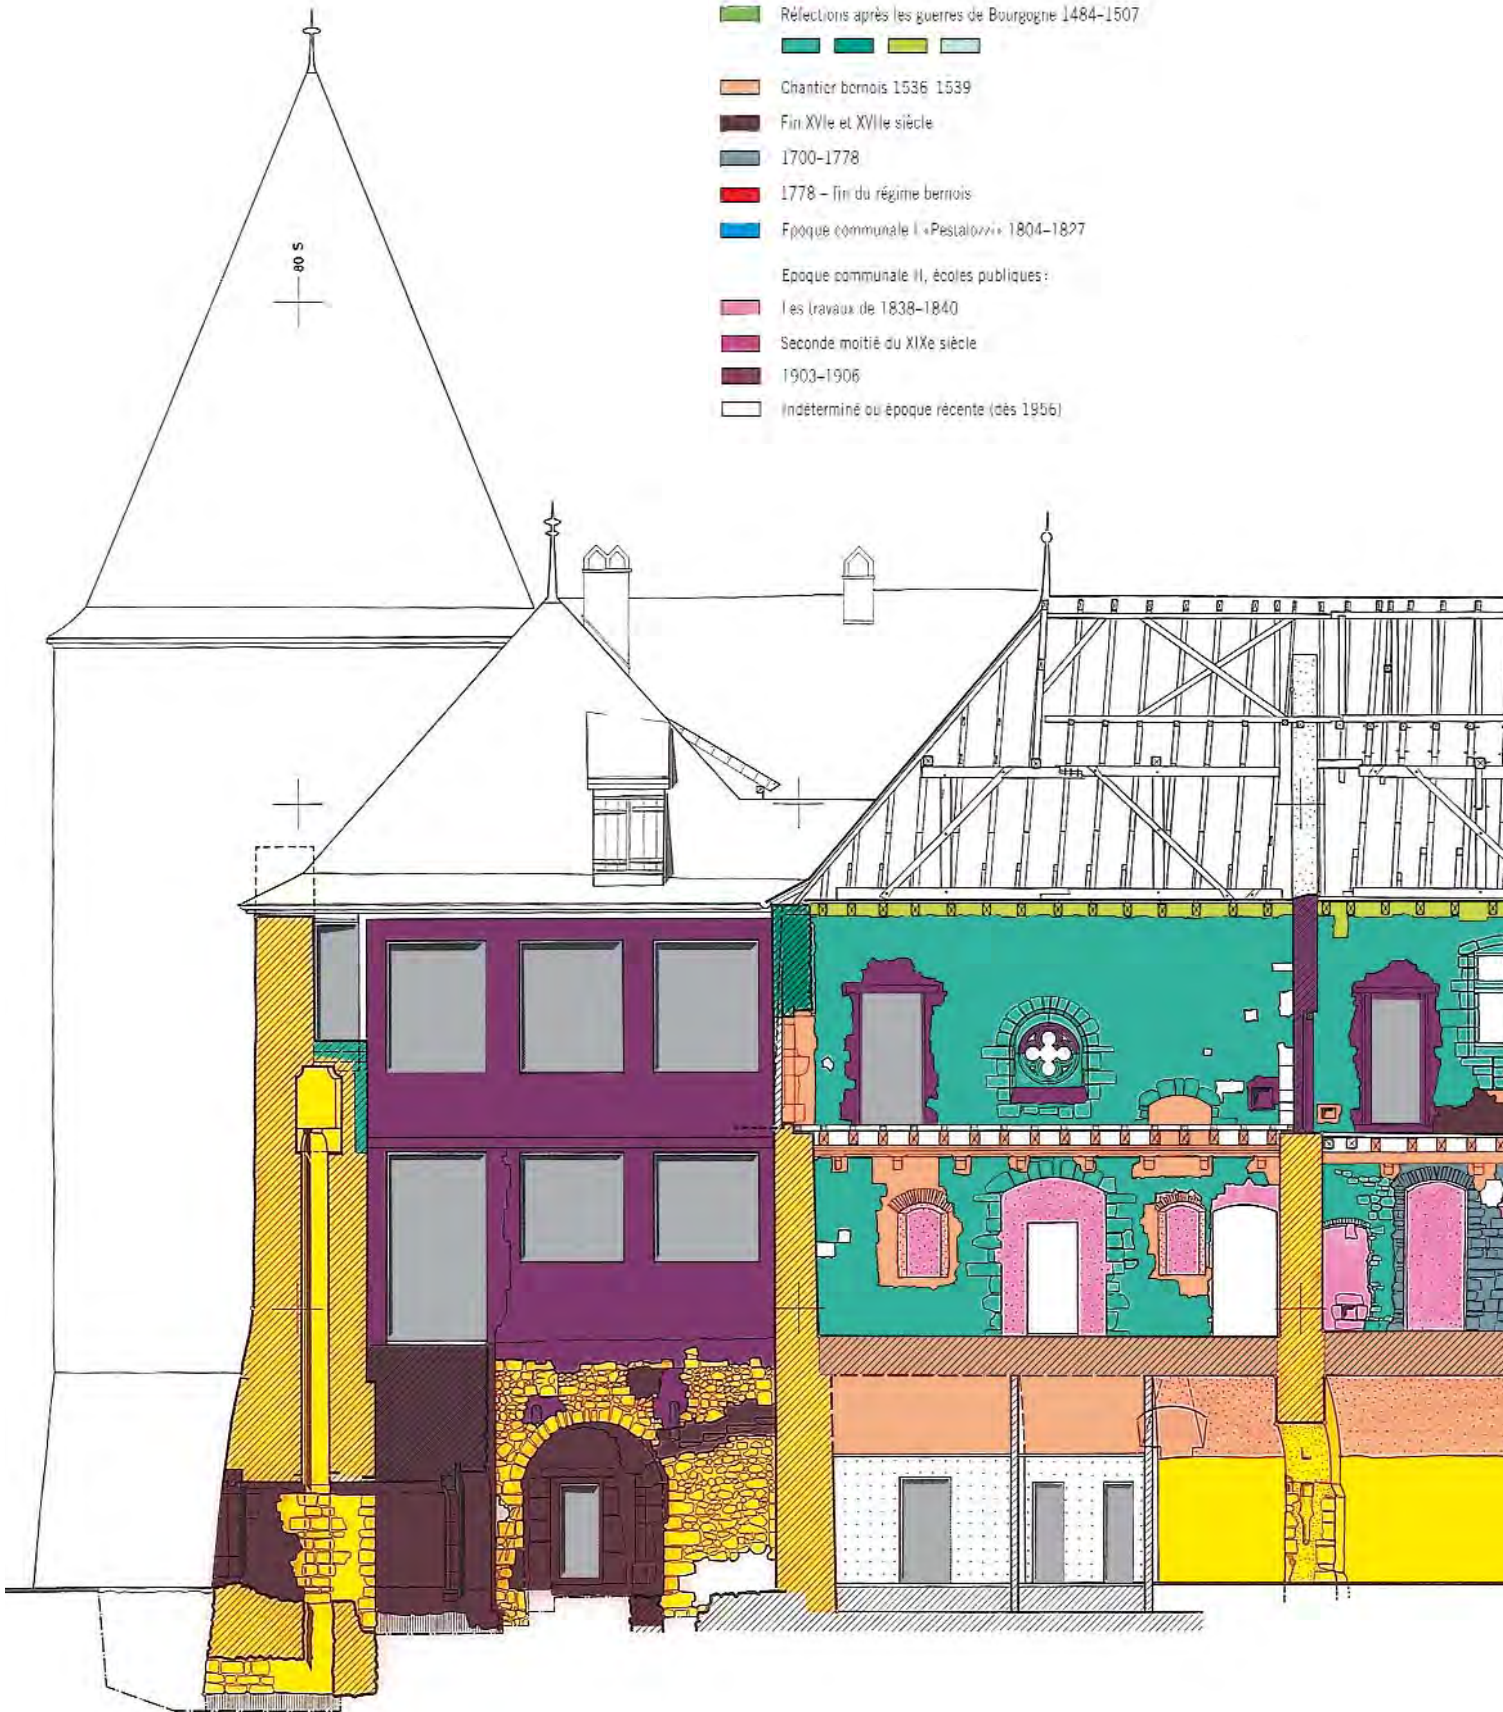 Réfections après les guerres de Bourgogne 1484–1507
Chantier bernois 1536 1539
Fin XVIe et XVIIe siècle
1700–1778
1778 – fin du régime bernois
Epoque communale I «Pestalozzi» 1804–1827
Epoque communale II, écoles publiques:
Les travaux de 1838–1840
Seconde moitié du XIXe siècle
1903–1906
Indéterminé ou époque récente (dès 1956)
80 S
L